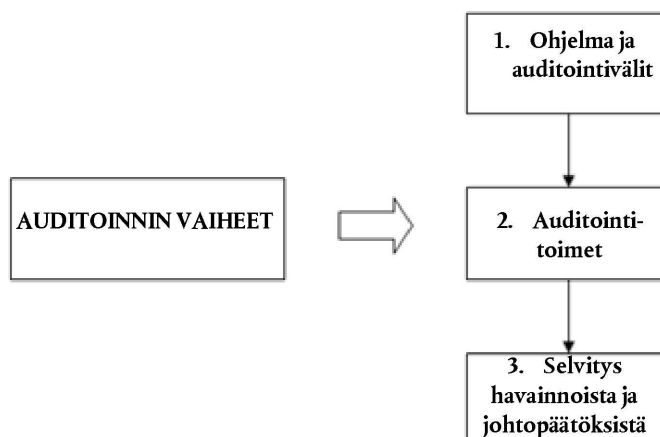 AUDITOINNIN VAIHEET
1. Ohjelma ja
auditointivälit
2. Auditointi-
toimet
3. Selvitys
havainnoista ja
johtopäätöksistä